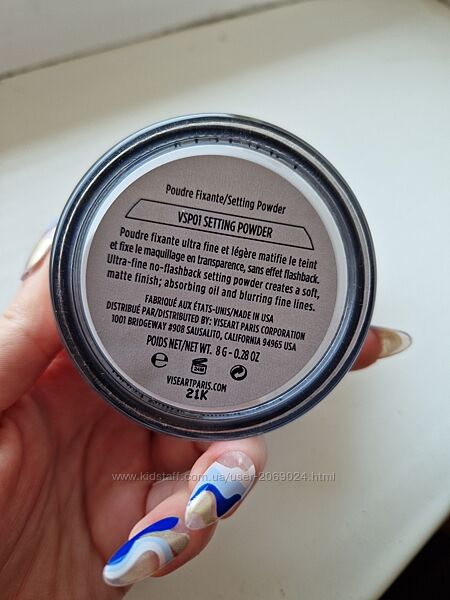 Poudre Fixante/Setting Powder
VSP01 SETTING POWDER
Poudre fixante ultra fine et légère matifie le teint
et fixe le maquillage en transparence, sans effet flashback.
Ultra-fine no-flashback setting powder creates a soft,
matte finish; absorbing oil and blurring fine lines.
FABRIQUÉ AUX ÉTATS-UNIS/MADE IN USA
DISTRIBUÉ PAR/DISTRIBUTED BY: VISEART PARIS CORPORATION
1001 BRIDGEWAY #908 SAUSALITO, CALIFORNIA 94965 USA
POIDS NET/NET WT. 8 G - 0.28 OZ
24M
VISEARTPARIS.COM
21K
www.kidstaff.com.ua/user-2069024.html